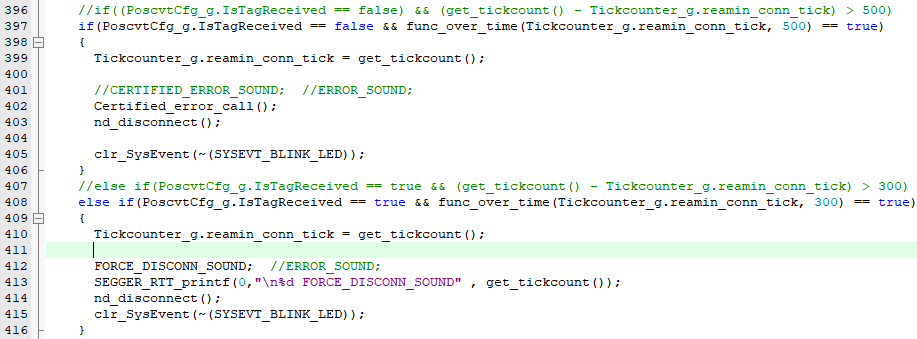 396 //if((PoscvtCfg_g.IsTagReceived == false) && (get_tickcount() - Tickcounter_g.reamin_conn_tick) > 500)
397 if(PoscvtCfg_g.IsTagReceived == false && func_over_time(Tickcounter_g.reamin_conn_tick, 500) == true)
398 {
399 Tickcounter_g.reamin_conn_tick = get_tickcount();
400
401 //CERTIFIED_ERROR_SOUND; //ERROR_SOUND;
402 Certified_error_call();
403 nd_disconnect();
404
405 clr_SysEvent(~(SYSEVT_BLINK_LED));
406 }
407 //else if(PoscvtCfg_g.IsTagReceived == true && (get_tickcount() - Tickcounter_g.reamin_conn_tick) > 300)
408 else if(PoscvtCfg_g.IsTagReceived == true && func_over_time(Tickcounter_g.reamin_conn_tick, 300) == true)
409 {
410 Tickcounter_g.reamin_conn_tick = get_tickcount();
411
412 FORCE_DISCONN_SOUND; //ERROR_SOUND;
413 SEGGER_RTT_printf(0,"\n%d FORCE_DISCONN_SOUND" , get_tickcount());
414 nd_disconnect();
415 clr_SysEvent(~(SYSEVT_BLINK_LED));
416 }